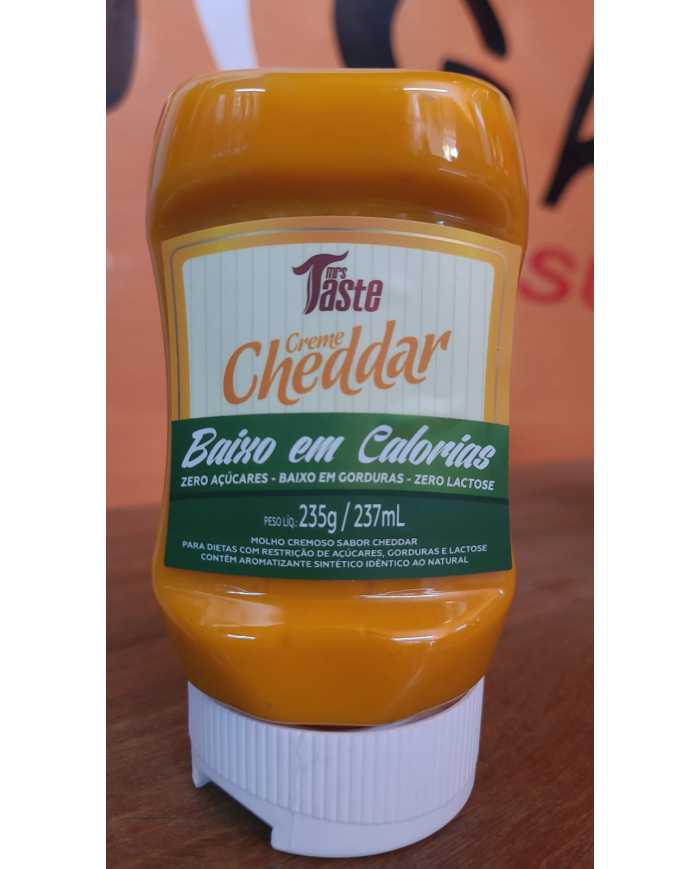 mrs
Taste
Creme
Cheddar
Baixo em Calorias
ZERO AÇÚCARES - BAIXO EM GORDURAS - ZERO LACTOSE
PESO LÍQ.: 235g / 237mL
MOLHO CREMOSO SABOR CHEDDAR
PARA DIETAS COM RESTRIÇÃO DE AÇÚCARES, GORDURAS E LACTOSE
CONTÉM AROMATIZANTE SINTÉTICO IDÊNTICO AO NATURAL